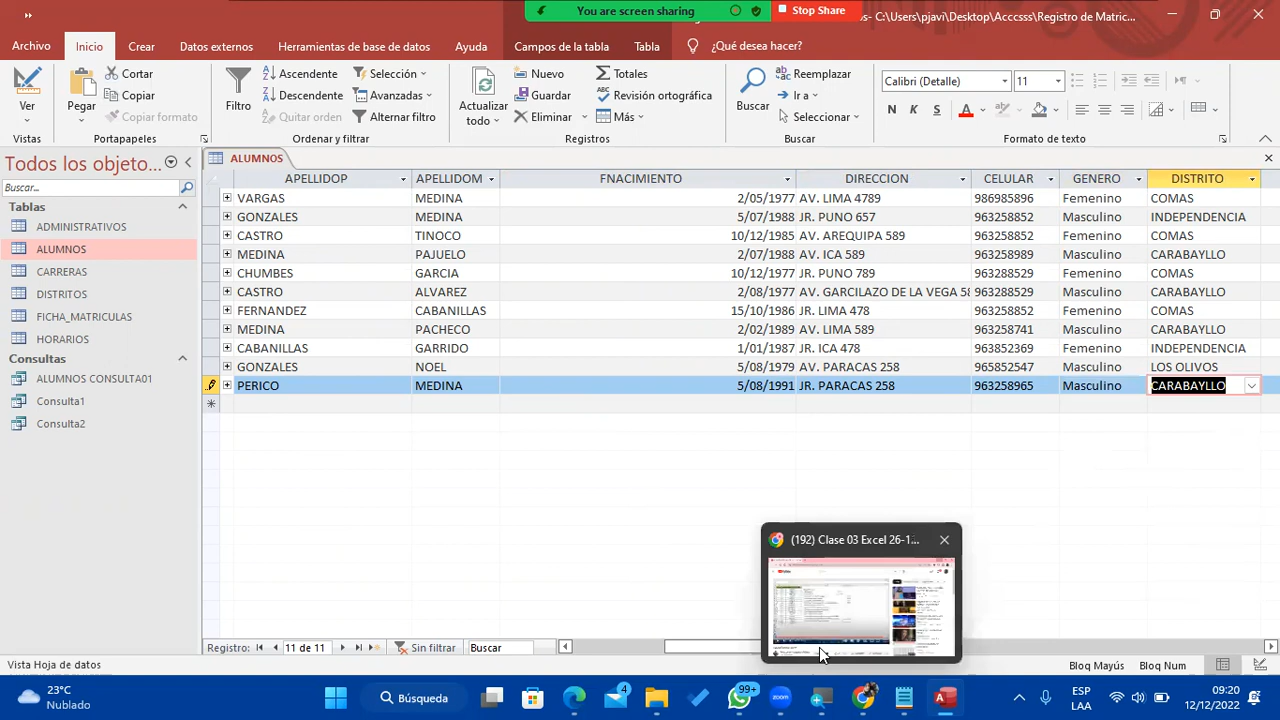 You are screen sharing
Stop Share
- C:\Users\pjavi\Desktop\Acccsss\Registro de Matric...
Archivo Inicio Crear Datos externos Herramientas de base de datos Ayuda Campos de la tabla Tabla ¿Qué desea hacer?
Ver
Vistas
Pegar
Cortar
Copiar
Copiar formato
Portapapeles
Filtro
Ascendente
Descendente
Quitar orden
Selección
Avanzadas
Alternar filtro
Ordenar y filtrar
Actualizar
todo
Nuevo
Guardar
Eliminar
Totales
Revisión ortográfica
Más
Registros
Buscar
Reemplazar
Ir a
Seleccionar
Buscar
Calibri (Detalle) 11
N K S A
Formato de texto
Todos los objeto...
Buscar...
Tablas
ADMINISTRATIVOS
ALUMNOS
CARRERAS
DISTRITOS
FICHA_MATRICULAS
HORARIOS
Consultas
ALUMNOS CONSULTA01
Consulta1
Consulta2
ALUMNOS
APELLIDOP APELLIDOM FNACIMIENTO DIRECCION CELULAR GENERO DISTRITO
VARGAS MEDINA 2/05/1977 AV. LIMA 4789 986985896 Femenino COMAS
GONZALES MEDINA 5/07/1988 JR. PUNO 657 963258852 Masculino INDEPENDENCIA
CASTRO TINOCO 10/12/1985 AV. AREQUIPA 589 963258852 Femenino COMAS
MEDINA PAJUELO 2/07/1988 AV. ICA 589 963258989 Masculino CARABAYLLO
CHUMBES GARCIA 10/12/1977 JR. PUNO 789 963288529 Femenino COMAS
CASTRO ALVAREZ 2/08/1977 AV. GARCILAZO DE LA VEGA 58 963288529 Femenino CARABAYLLO
FERNANDEZ CABANILLAS 15/10/1986 JR. LIMA 478 963258852 Femenino COMAS
MEDINA PACHECO 2/02/1989 AV. LIMA 589 963258741 Masculino CARABAYLLO
CABANILLAS GARRIDO 1/01/1987 JR. ICA 478 963852369 Femenino INDEPENDENCIA
GONZALES NOEL 5/08/1979 AV. PARACAS 258 965852547 Masculino LOS OLIVOS
PERICO MEDINA 5/08/1991 JR. PARACAS 258 963258965 Masculino CARABAYLLO
(192) Clase 03 Excel 26-1...
Registro: 11 de 11 Sin filtrar Buscar
Vista Hoja de datos
Bloq Mayús Bloq Num
23°C
Nublado
Búsqueda
4
99+
zoom
ESP
LAA
09:20
12/12/2022